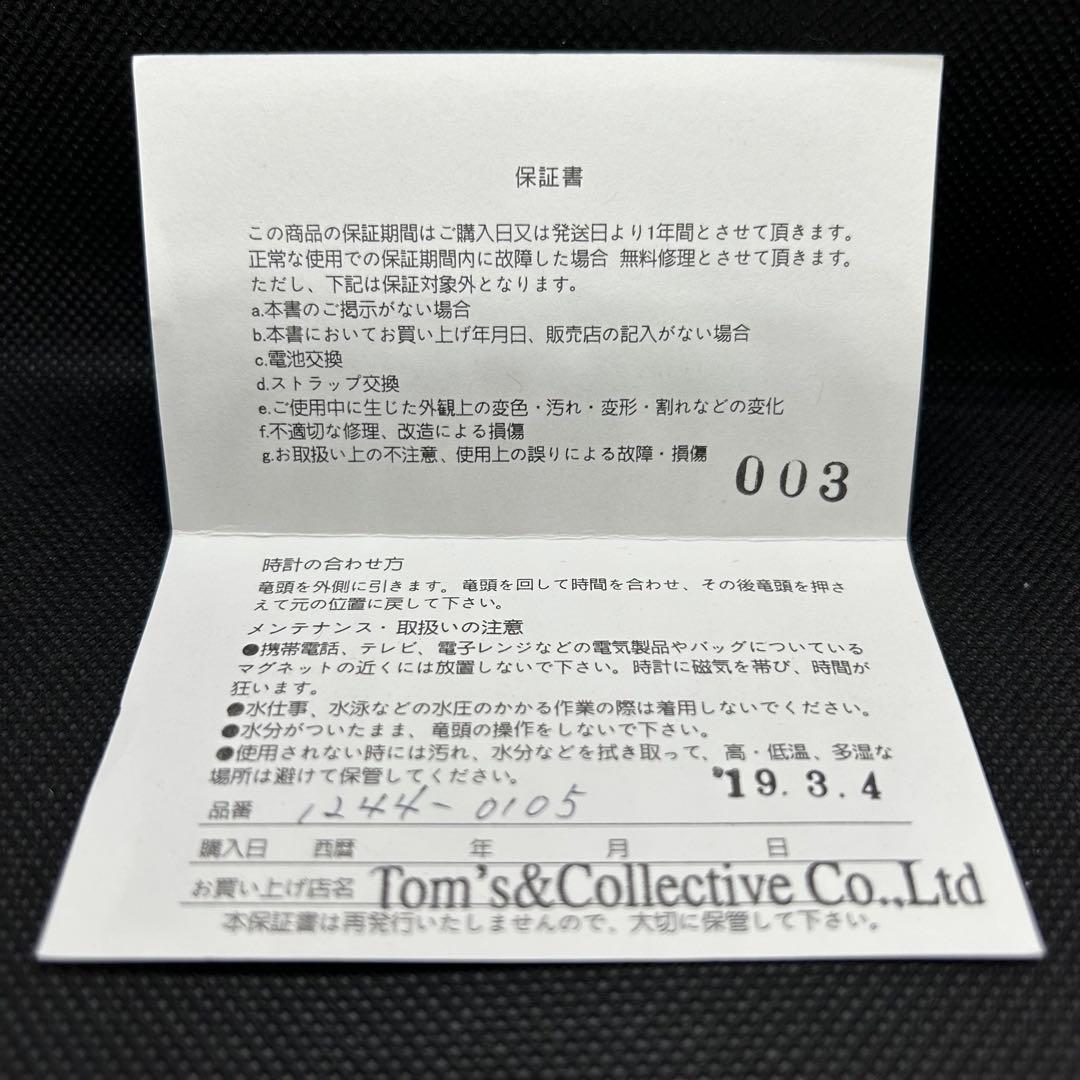 保証書
この商品の保証期間はご購入日又は発送日より1年間とさせて頂きます。
正常な使用での保証期間内に故障した場合 無料修理とさせて頂きます。
ただし、下記は保証対象外となります。
a.本書のご掲示がない場合
b.本書においてお買い上げ年月日、販売店の記入がない場合
c.電池交換
d.ストラップ交換
e.ご使用中に生じた外観上の変色・汚れ・変形・割れなどの変化
f.不適切な修理、改造による損傷
g.お取扱い上の不注意、使用上の誤りによる故障・損傷
003
時計の合わせ方
竜頭を外側に引きます。竜頭を回して時間を合わせ、その後竜頭を押さ
えて元の位置に戻して下さい。
メンテナンス・取扱いの注意
●携帯電話、テレビ、電子レンジなどの電気製品やバッグについている
マグネットの近くには放置しないで下さい。時計に磁気を帯び、時間が
狂います。
●水仕事、水泳などの水圧のかかる作業の際は着用しないでください。
●水分がついたまま、竜頭の操作をしないで下さい。
●使用されない時には汚れ、水分などを拭き取って、高・低温、多湿な
場所は避けて保管してください。
'19.3.4
品番 1244-0105
購入日 西暦 年 月 日
お買い上げ店名 Tom's&Collective Co.,Ltd
本保証書は再発行いたしませんので、大切に保管して下さい。